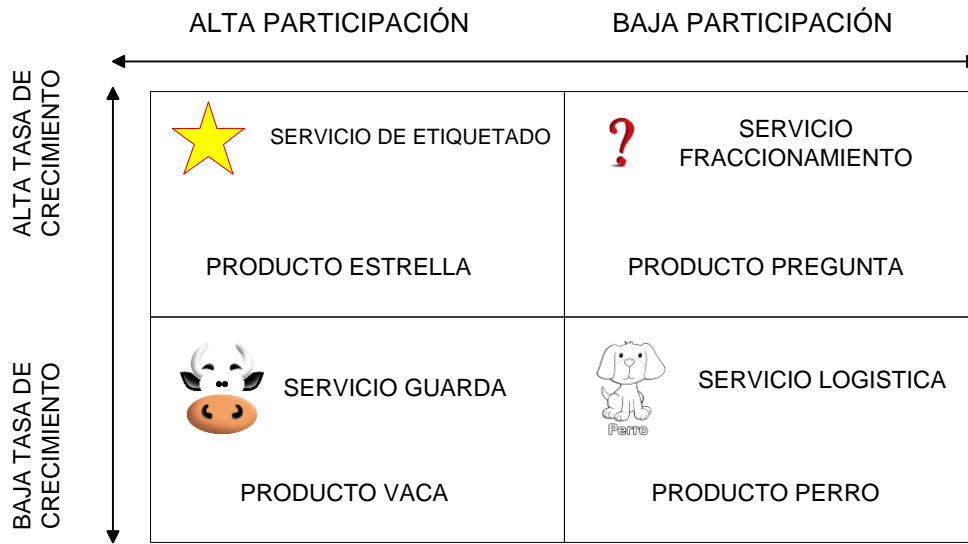 ALTA PARTICIPACIÓN
BAJA PARTICIPACIÓN
ALTA TASA DE
CRECIMIENTO
SERVICIO DE ETIQUETADO
PRODUCTO ESTRELLA
SERVICIO
FRACCIONAMIENTO
PRODUCTO PREGUNTA
BAJA TASA DE
CRECIMIENTO
SERVICIO GUARDA
PRODUCTO VACA
SERVICIO LOGISTICA
Perro
PRODUCTO PERRO